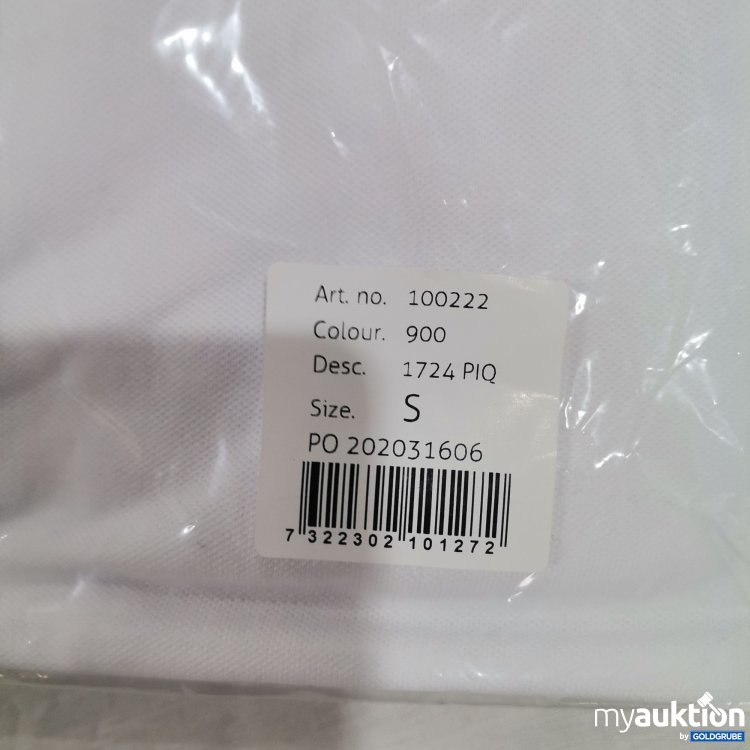 Art. no. 100222
Colour. 900
Desc. 1724 PIQ
Size. S
PO 202031606
7 322302 101272
myauktion
by GOLDGRUBE